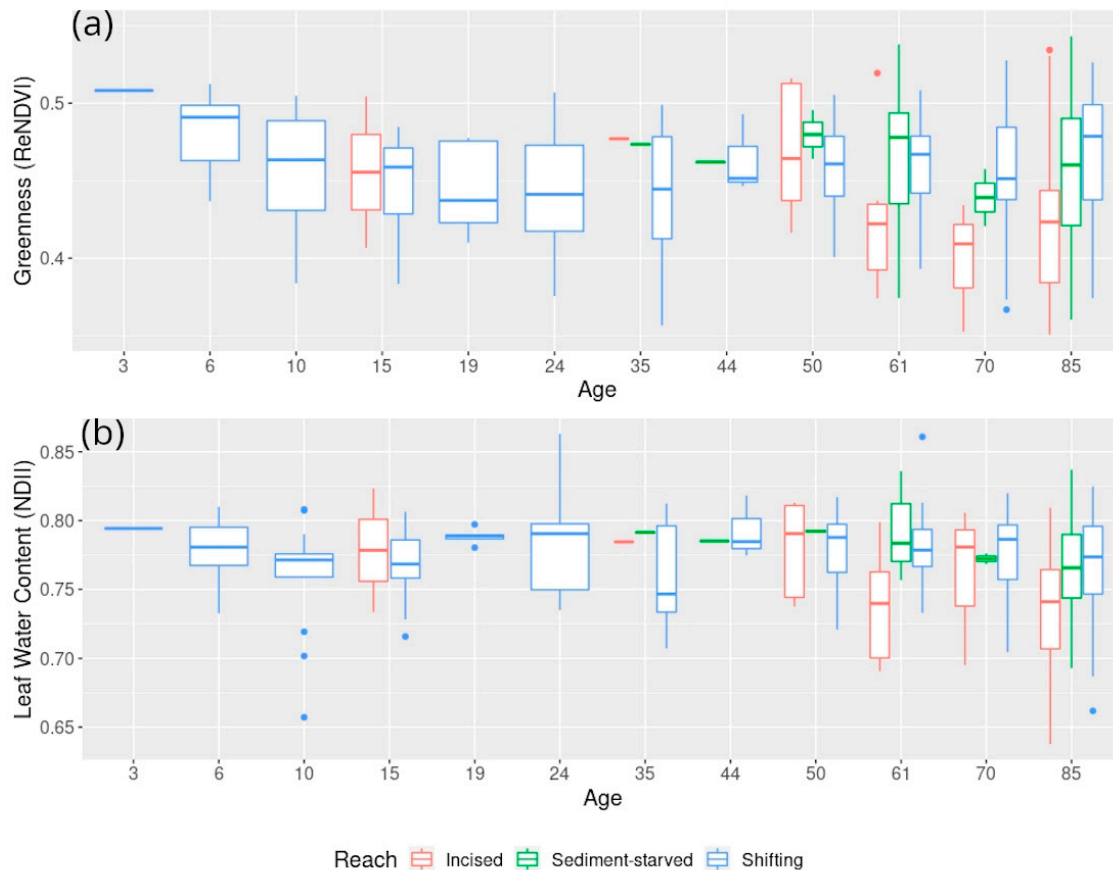 (a)
Greenness (ReNDVI)
0.5
0.4
3 6 10 15 19 24 35 44 50 61 70 85
Age
(b)
Leaf Water Content (NDII)
0.85
0.80
0.75
0.70
0.65
3 6 10 15 19 24 35 44 50 61 70 85
Age
Reach Incised Sediment-starved Shifting